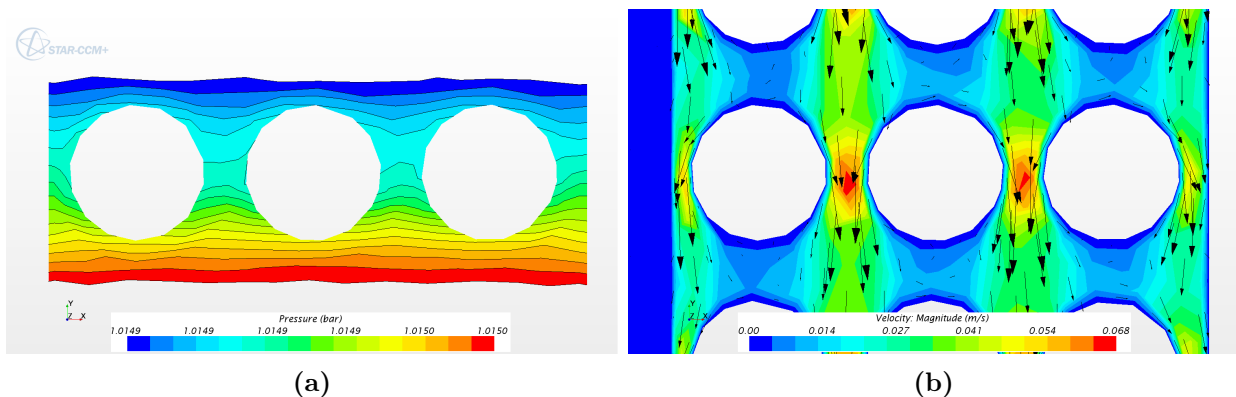 STAR-CCM+
Y
Z X
Pressure (bar)
1.0149 1.0149 1.0149 1.0149 1.0150 1.0150
(a)
Y
Z X
Velocity: Magnitude (m/s)
0.00 0.014 0.027 0.041 0.054 0.068
(b)